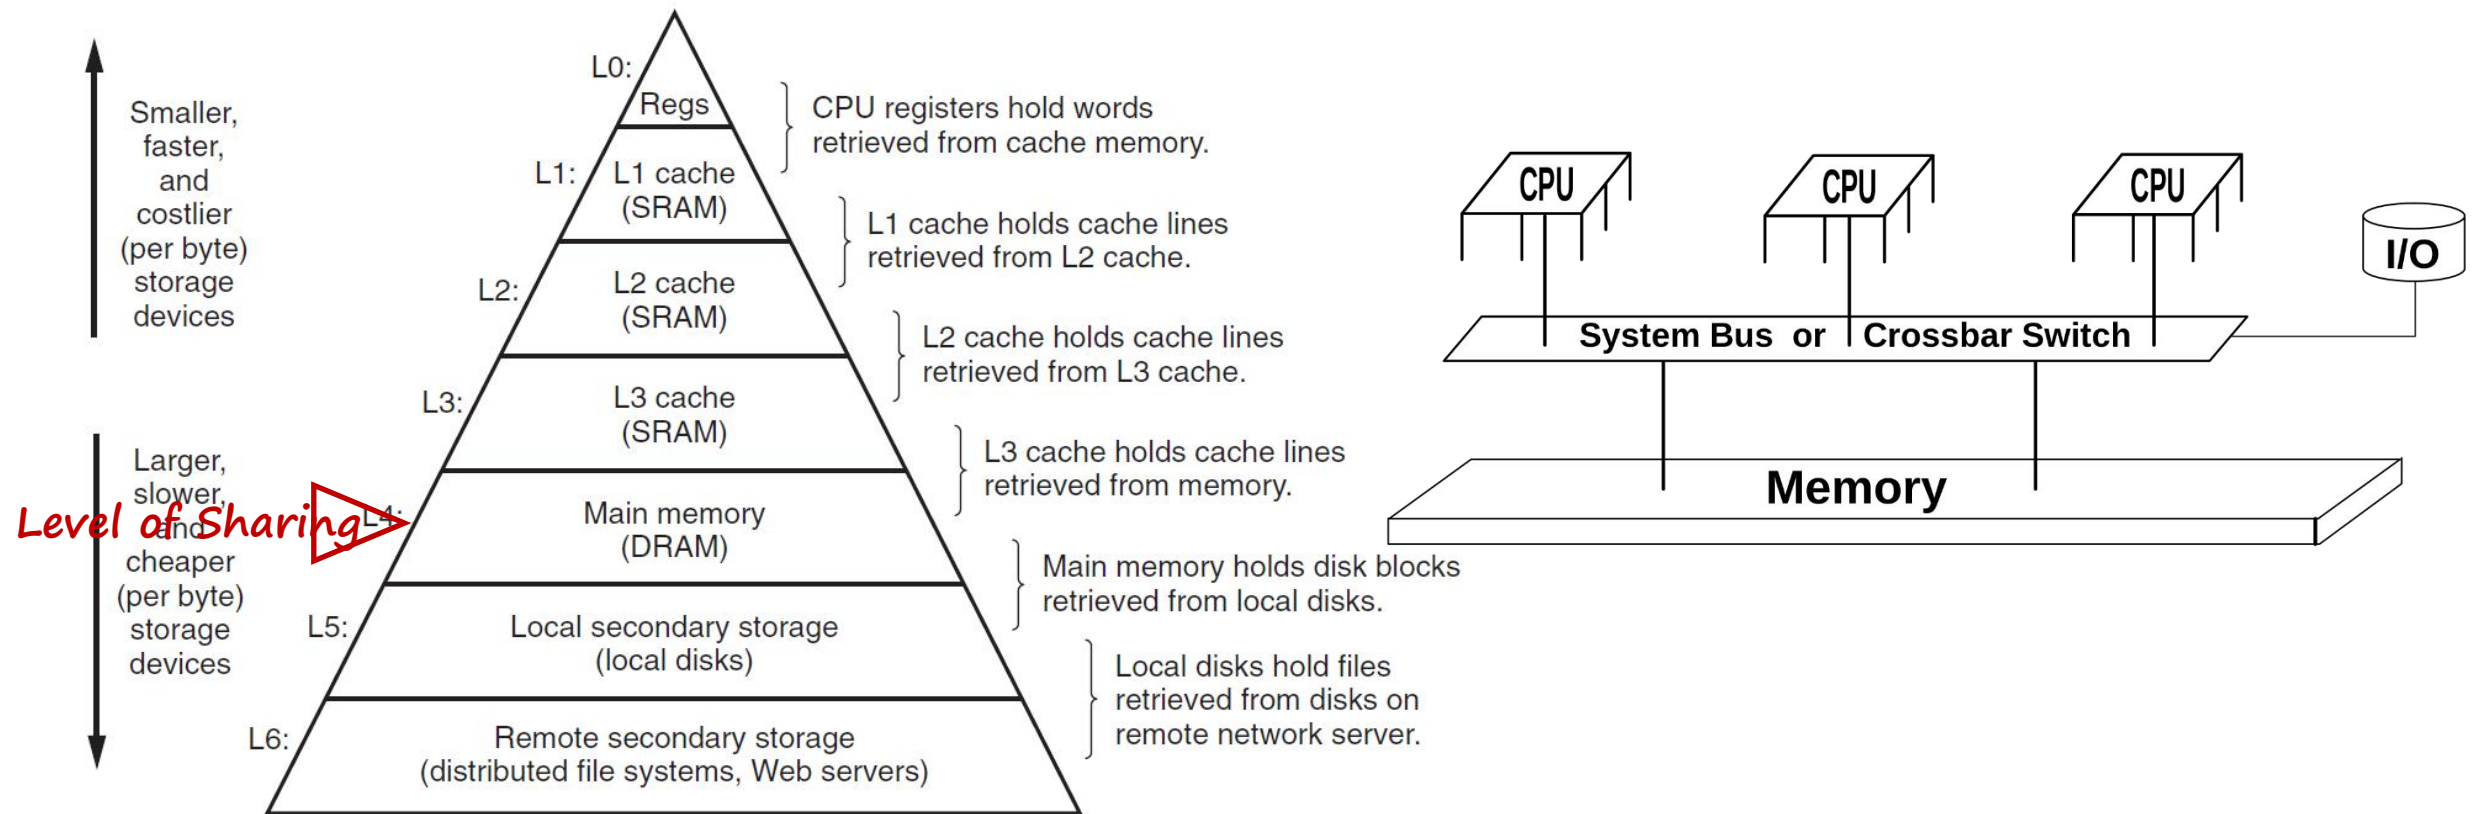 Smaller,
faster,
and
costlier
(per byte)
storage
devices
Larger,
slower,
and
cheaper
(per byte)
storage
devices
Level of Sharing
L0:
Regs
L1:
L1 cache
(SRAM)
L2:
L2 cache
(SRAM)
L3:
L3 cache
(SRAM)
L4:
Main memory
(DRAM)
L5:
Local secondary storage
(local disks)
L6:
Remote secondary storage
(distributed file systems, Web servers)
CPU registers hold words
retrieved from cache memory.
L1 cache holds cache lines
retrieved from L2 cache.
L2 cache holds cache lines
retrieved from L3 cache.
L3 cache holds cache lines
retrieved from memory.
Main memory holds disk blocks
retrieved from local disks.
Local disks hold files
retrieved from disks on
remote network server.
CPU
CPU
CPU
I/O
System Bus or Crossbar Switch
Memory